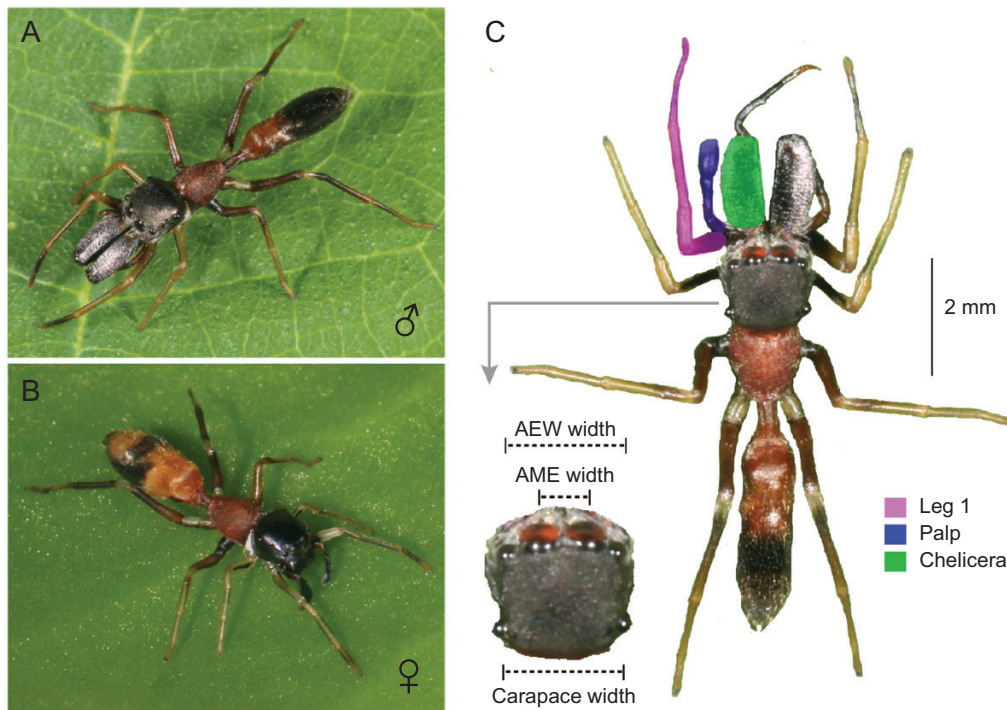 A
♂
B
♀
C
2 mm
AEW width
AME width
Carapace width
Leg 1
Palp
Chelicera